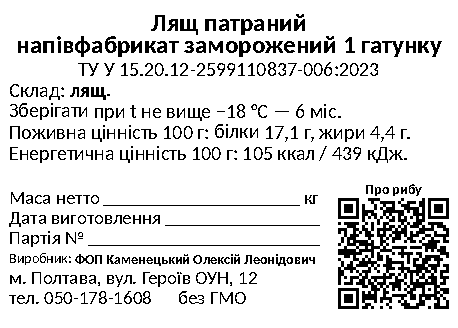 Лящ патраний
напівфабрикат заморожений 1 гатунку
ТУ У 15.20.12-2599110837-006:2023
Склад: лящ.
Зберігати при t не вище −18 °C — 6 міс.
Поживна цінність 100 г: білки 17,1 г, жири 4,4 г.
Енергетична цінність 100 г: 105 ккал / 439 кДж.
Маса нетто ______________________ кг
Дата виготовлення _________________
Партія № _________________________
Про рибу
Виробник: ФОП Каменецький Олексій Леонідович
м. Полтава, вул. Героїв ОУН, 12
тел. 050-178-1608 без ГМО